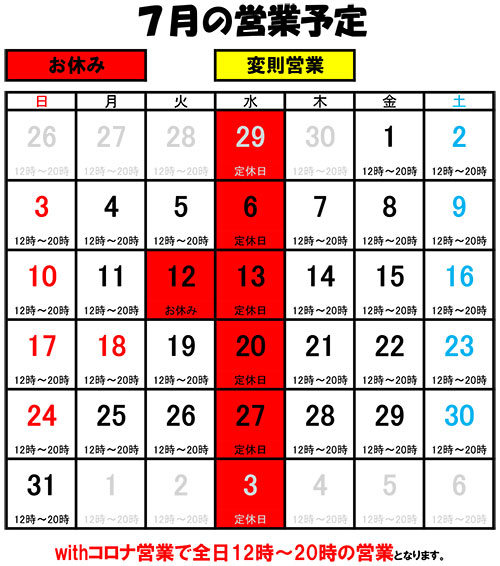 ７月の営業予定
お休み 変則営業
日 月 火 水 木 金 土
26 27 28 29 30 1 2
12時～20時 12時～20時 12時～20時 定休日 12時～20時 12時～20時 12時～20時
3 4 5 6 7 8 9
12時～20時 12時～20時 12時～20時 定休日 12時～20時 12時～20時 12時～20時
10 11 12 13 14 15 16
12時～20時 12時～20時 お休み 定休日 12時～20時 12時～20時 12時～20時
17 18 19 20 21 22 23
12時～20時 12時～20時 12時～20時 定休日 12時～20時 12時～20時 12時～20時
24 25 26 27 28 29 30
12時～20時 12時～20時 12時～20時 定休日 12時～20時 12時～20時 12時～20時
31 1 2 3 4 5 6
12時～20時 12時～20時 12時～20時 定休日 12時～20時 12時～20時 12時～20時
withコロナ営業で全日12時～20時の営業となります。